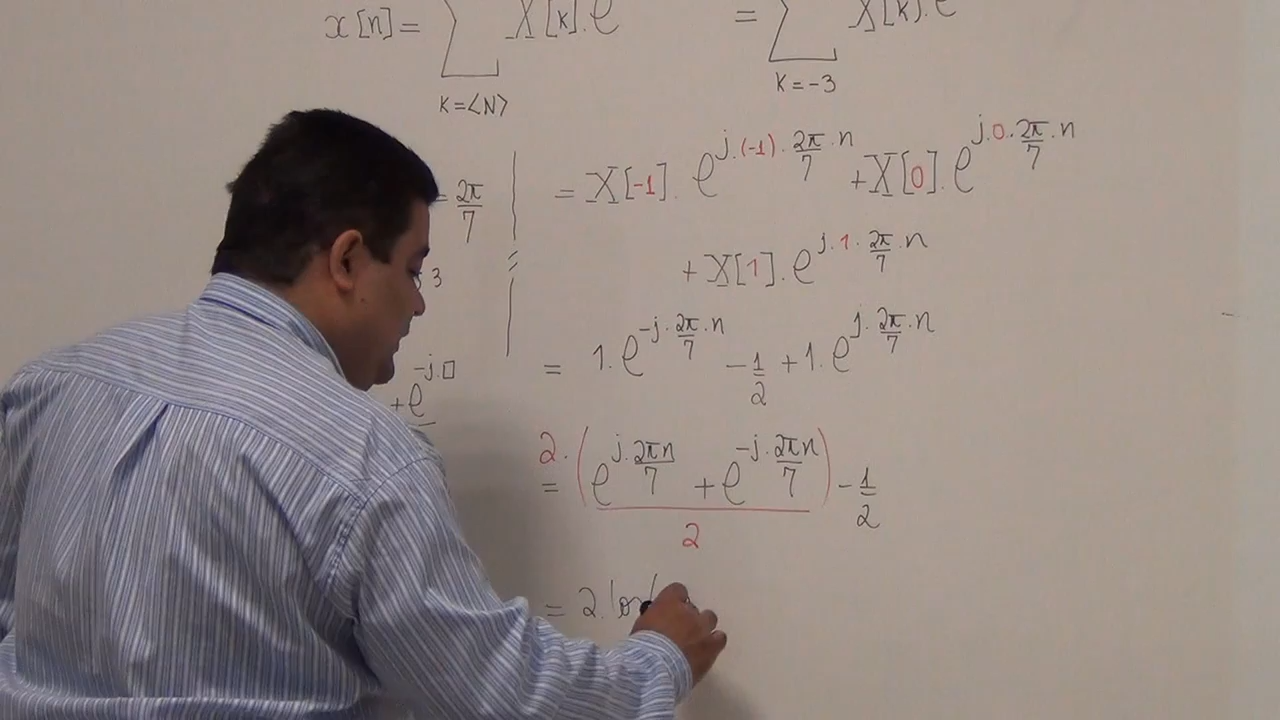 x[n] = ∑ X[k].e = ∑ X[k].e
K=⟨N⟩ K=-3
= 2π/7
= X[-1].e^{j.(-1).2π/7.n} + X[0].e^{j.0.2π/7.n}
3
+ X[1].e^{j.1.2π/7.n}
+e^{-j.□}
= 1.e^{-j.2π/7.n} - 1/2 + 1.e^{j.2π/7.n}
= 2.(e^{j.2πn/7} + e^{-j.2πn/7})/2 - 1/2
= 2.